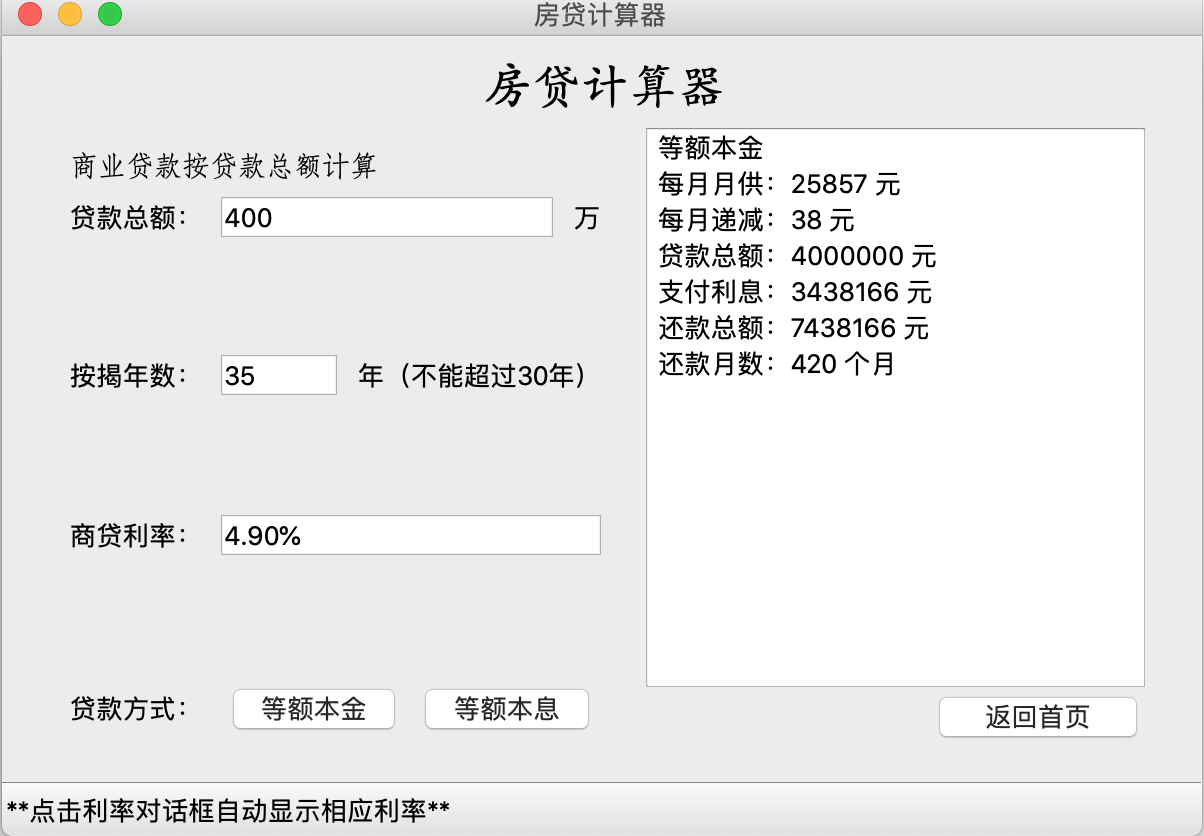 房贷计算器
房贷计算器
商业贷款按贷款总额计算
贷款总额： 400 万
按揭年数： 35 年（不能超过30年）
商贷利率： 4.90%
贷款方式： 等额本金 等额本息
等额本金
每月月供：25857 元
每月递减：38 元
贷款总额：4000000 元
支付利息：3438166 元
还款总额：7438166 元
还款月数：420 个月
返回首页
**点击利率对话框自动显示相应利率**